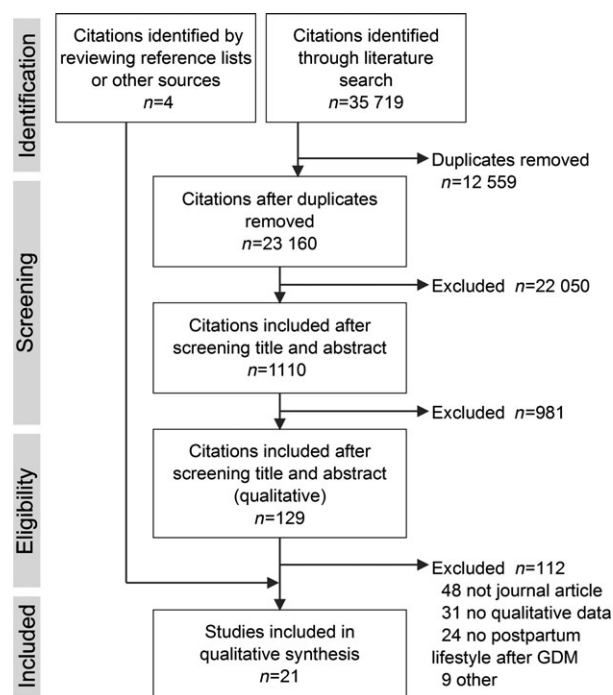 Identification
Citations identified by
reviewing reference lists
or other sources
n=4
Citations identified
through literature
search
n=35 719
Duplicates removed
n=12 559
Screening
Citations after duplicates
removed
n=23 160
Excluded n=22 050
Citations included after
screening title and abstract
n=1110
Excluded n=981
Eligibility
Citations included after
screening title and abstract
(qualitative)
n=129
Excluded n=112
48 not journal article
31 no qualitative data
24 no postpartum
lifestyle after GDM
9 other
Included
Studies included in
qualitative synthesis
n=21